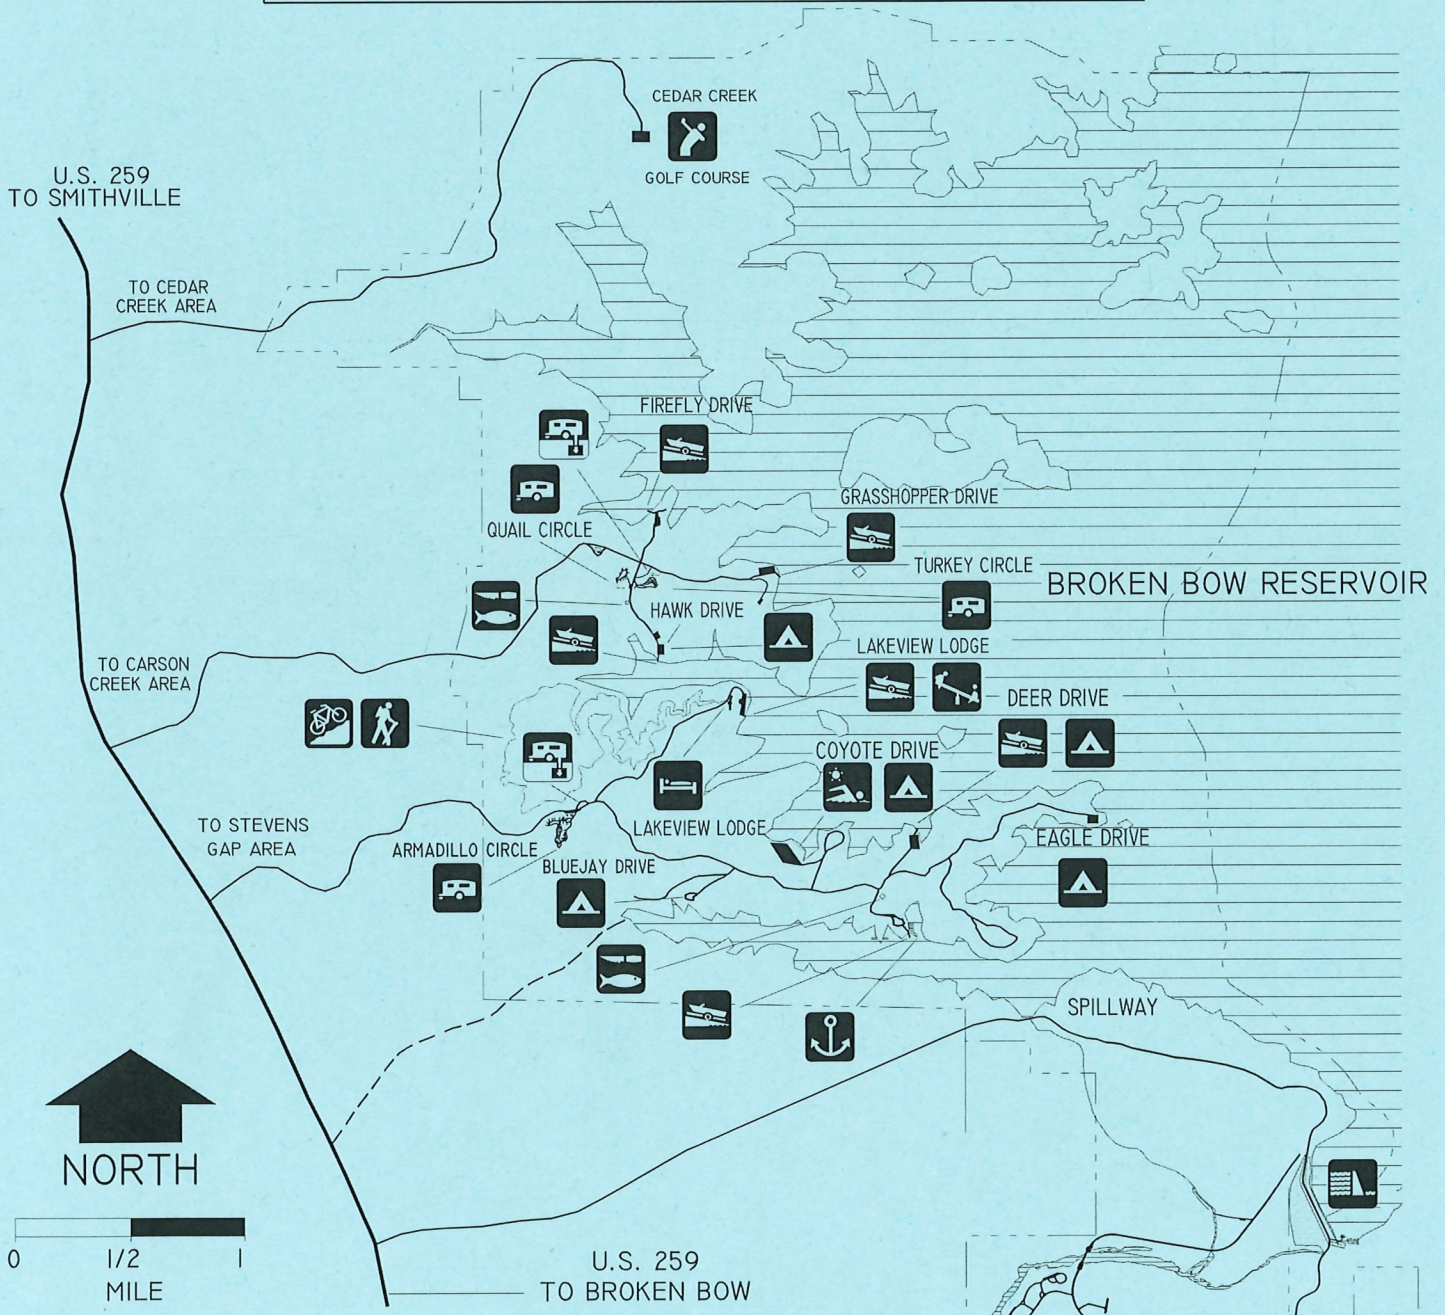 CEDAR CREEK
GOLF COURSE
U.S. 259
TO SMITHVILLE
TO CEDAR
CREEK AREA
FIREFLY DRIVE
GRASSHOPPER DRIVE
QUAIL CIRCLE
TURKEY CIRCLE
BROKEN BOW RESERVOIR
HAWK DRIVE
LAKEVIEW LODGE
TO CARSON
CREEK AREA
DEER DRIVE
COYOTE DRIVE
TO STEVENS
GAP AREA
LAKEVIEW LODGE
EAGLE DRIVE
ARMADILLO CIRCLE
BLUEJAY DRIVE
SPILLWAY
NORTH
0 1/2 1
MILE
U.S. 259
TO BROKEN BOW